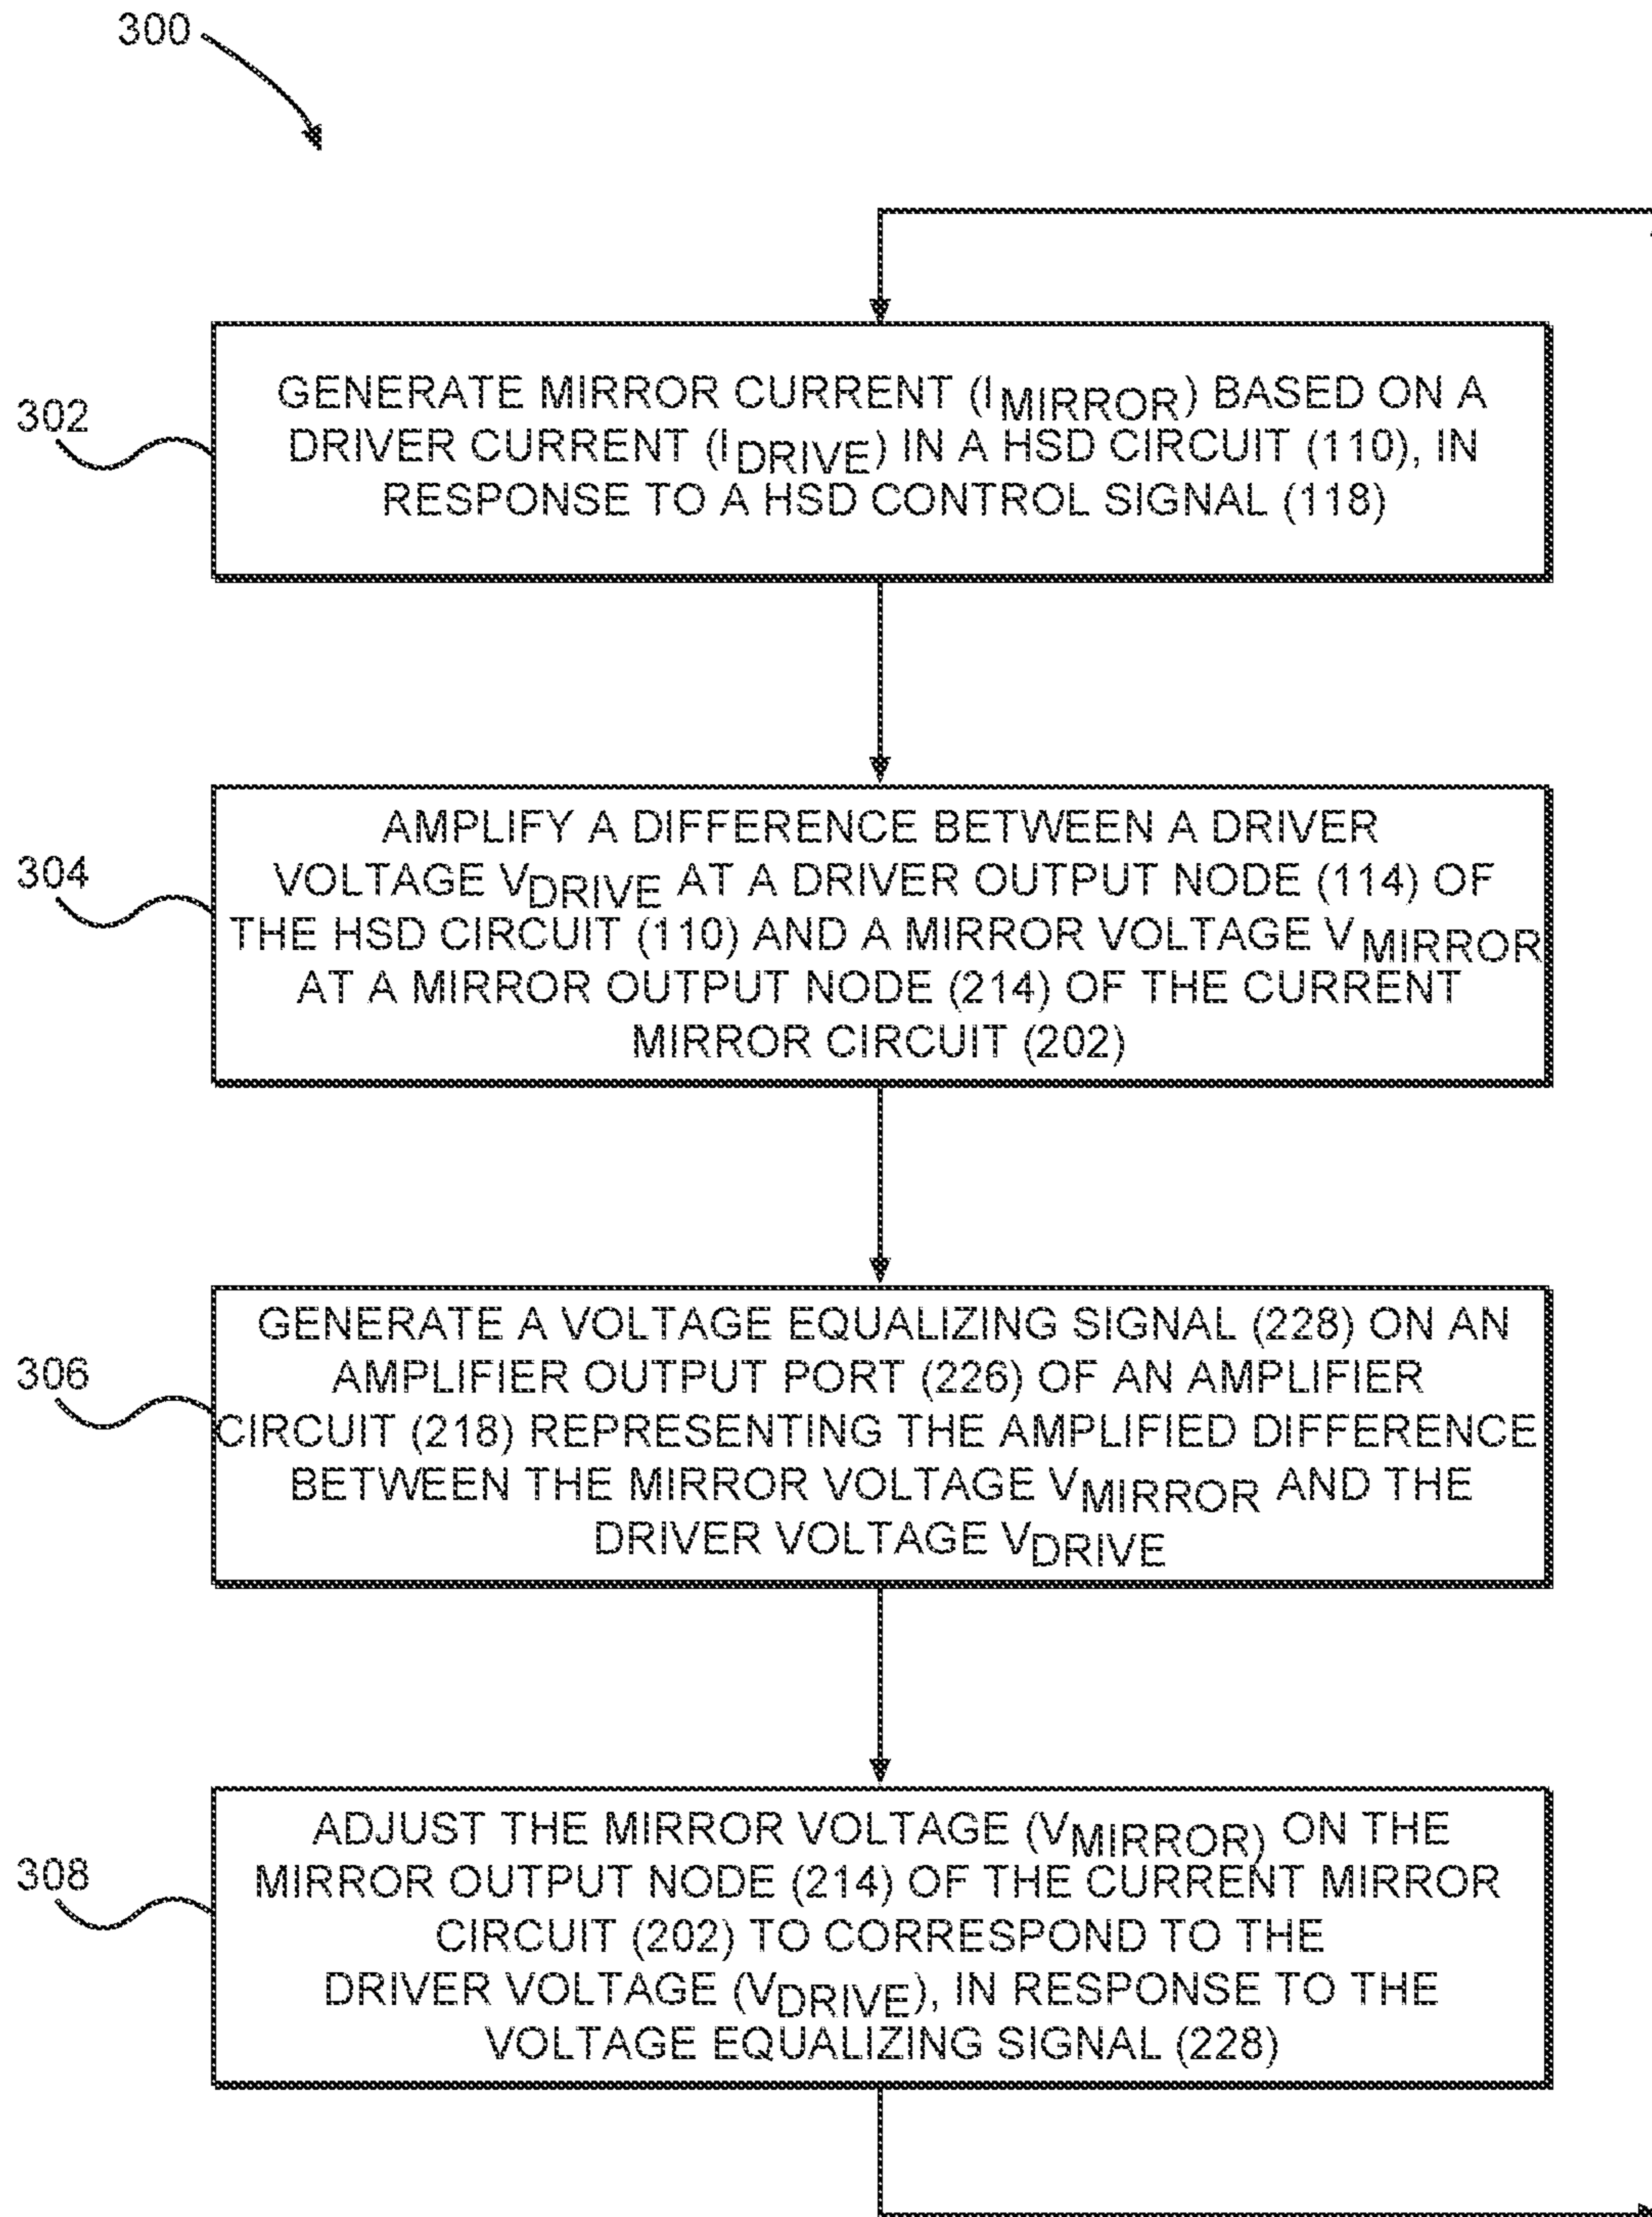 300
302
GENERATE MIRROR CURRENT (IMIRROR) BASED ON A
DRIVER CURRENT (IDRIVE) IN A HSD CIRCUIT (110), IN
RESPONSE TO A HSD CONTROL SIGNAL (118)
304
AMPLIFY A DIFFERENCE BETWEEN A DRIVER
VOLTAGE VDRIVE AT A DRIVER OUTPUT NODE (114) OF
THE HSD CIRCUIT (110) AND A MIRROR VOLTAGE VMIRROR
AT A MIRROR OUTPUT NODE (214) OF THE CURRENT
MIRROR CIRCUIT (202)
306
GENERATE A VOLTAGE EQUALIZING SIGNAL (228) ON AN
AMPLIFIER OUTPUT PORT (226) OF AN AMPLIFIER
CIRCUIT (218) REPRESENTING THE AMPLIFIED DIFFERENCE
BETWEEN THE MIRROR VOLTAGE VMIRROR AND THE
DRIVER VOLTAGE VDRIVE
308
ADJUST THE MIRROR VOLTAGE (VMIRROR) ON THE
MIRROR OUTPUT NODE (214) OF THE CURRENT MIRROR
CIRCUIT (202) TO CORRESPOND TO THE
DRIVER VOLTAGE (VDRIVE), IN RESPONSE TO THE
VOLTAGE EQUALIZING SIGNAL (228)